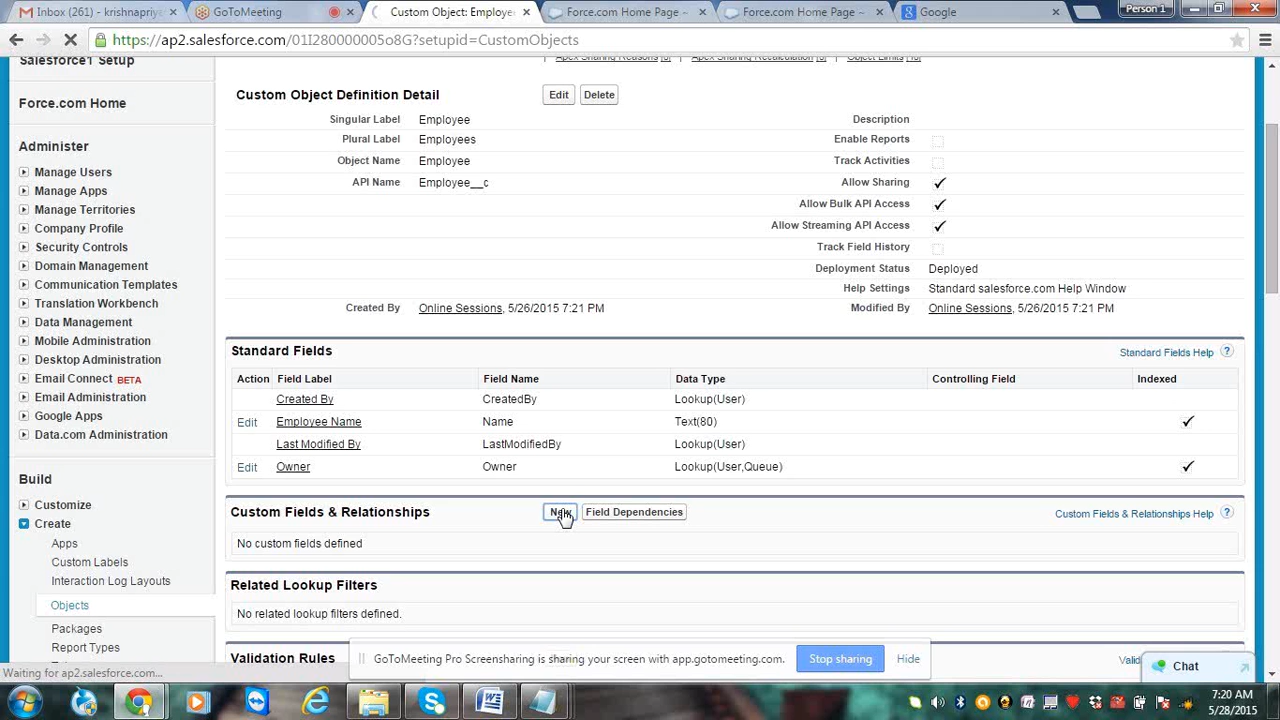 Inbox (261) - krishnapriye
GoToMeeting
Custom Object: Employe
Force.com Home Page -
Force.com Home Page -
Google
Person 1
https://ap2.salesforce.com/01I280000005o8G?setupid=CustomObjects
Salesforce1 Setup
Force.com Home
Administer
Manage Users
Manage Apps
Manage Territories
Company Profile
Security Controls
Domain Management
Communication Templates
Translation Workbench
Data Management
Mobile Administration
Desktop Administration
Email Connect BETA
Email Administration
Google Apps
Data.com Administration
Build
Customize
Create
Apps
Custom Labels
Interaction Log Layouts
Objects
Packages
Report Types
Apex Sharing Reasons [0] | Apex Sharing Recalculation [0] | Object Limits [10]
Custom Object Definition Detail Edit Delete
Singular Label Employee Description
Plural Label Employees Enable Reports
Object Name Employee Track Activities
API Name Employee__c Allow Sharing ✓
Allow Bulk API Access ✓
Allow Streaming API Access ✓
Track Field History
Deployment Status Deployed
Help Settings Standard salesforce.com Help Window
Created By Online Sessions, 5/26/2015 7:21 PM Modified By Online Sessions, 5/26/2015 7:21 PM
Standard Fields Standard Fields Help ?
Action Field Label Field Name Data Type Controlling Field Indexed
Created By CreatedBy Lookup(User)
Edit Employee Name Name Text(80) ✓
Last Modified By LastModifiedBy Lookup(User)
Edit Owner Owner Lookup(User,Queue) ✓
Custom Fields & Relationships New Field Dependencies Custom Fields & Relationships Help ?
No custom fields defined
Related Lookup Filters
No related lookup filters defined.
Validation Rules
GoToMeeting Pro Screensharing is sharing your screen with app.gotomeeting.com. Stop sharing Hide
Chat
Waiting for ap2.salesforce.com...
7:20 AM
5/28/2015